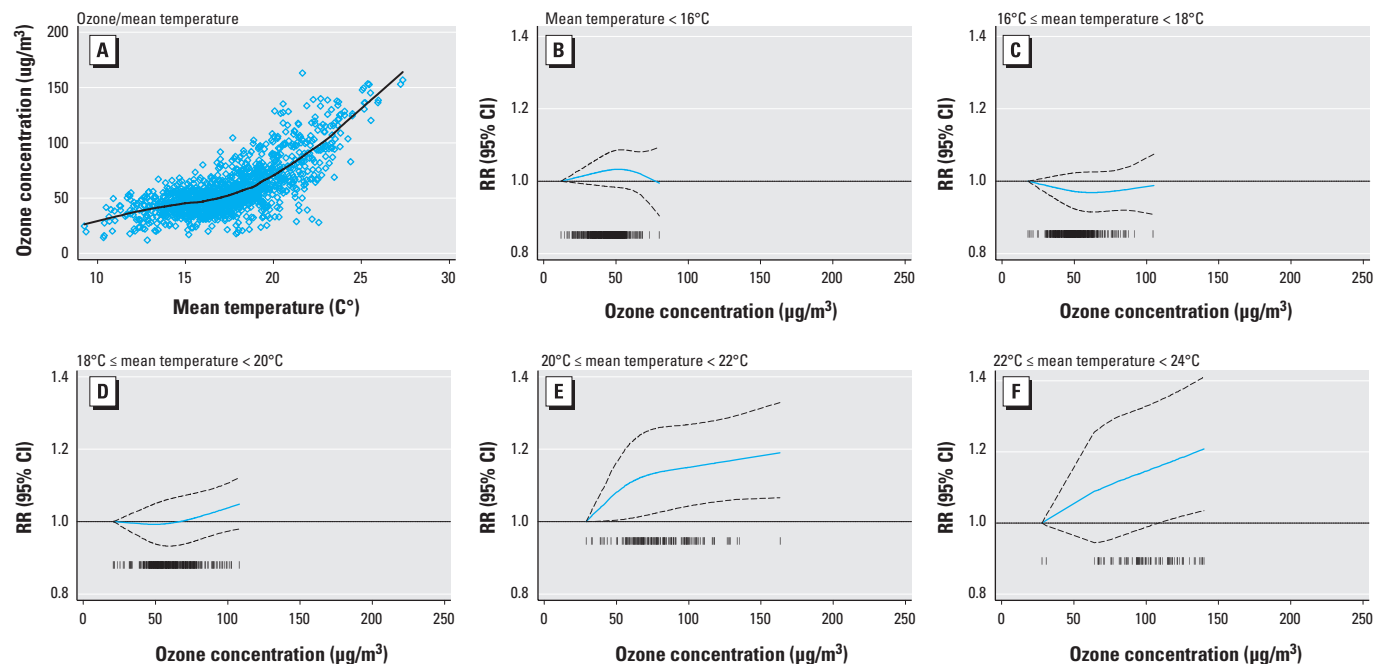 Ozone/mean temperature
A
Ozone concentration (ug/m³)
200
150
100
50
0
10
15
20
25
30
Mean temperature (C°)
Mean temperature < 16°C
B
RR (95% CI)
1.4
1.2
1.0
0.8
0
50
100
150
200
250
Ozone concentration (µg/m³)
16°C ≤ mean temperature < 18°C
C
RR (95% CI)
1.4
1.2
1.0
0.8
0
50
100
150
200
250
Ozone concentration (µg/m³)
18°C ≤ mean temperature < 20°C
D
RR (95% CI)
1.4
1.2
1.0
0.8
0
50
100
150
200
250
Ozone concentration (µg/m³)
20°C ≤ mean temperature < 22°C
E
RR (95% CI)
1.4
1.2
1.0
0.8
0
50
100
150
200
250
Ozone concentration (µg/m³)
22°C ≤ mean temperature < 24°C
F
RR (95% CI)
1.4
1.2
1.0
0.8
0
50
100
150
200
250
Ozone concentration (µg/m³)